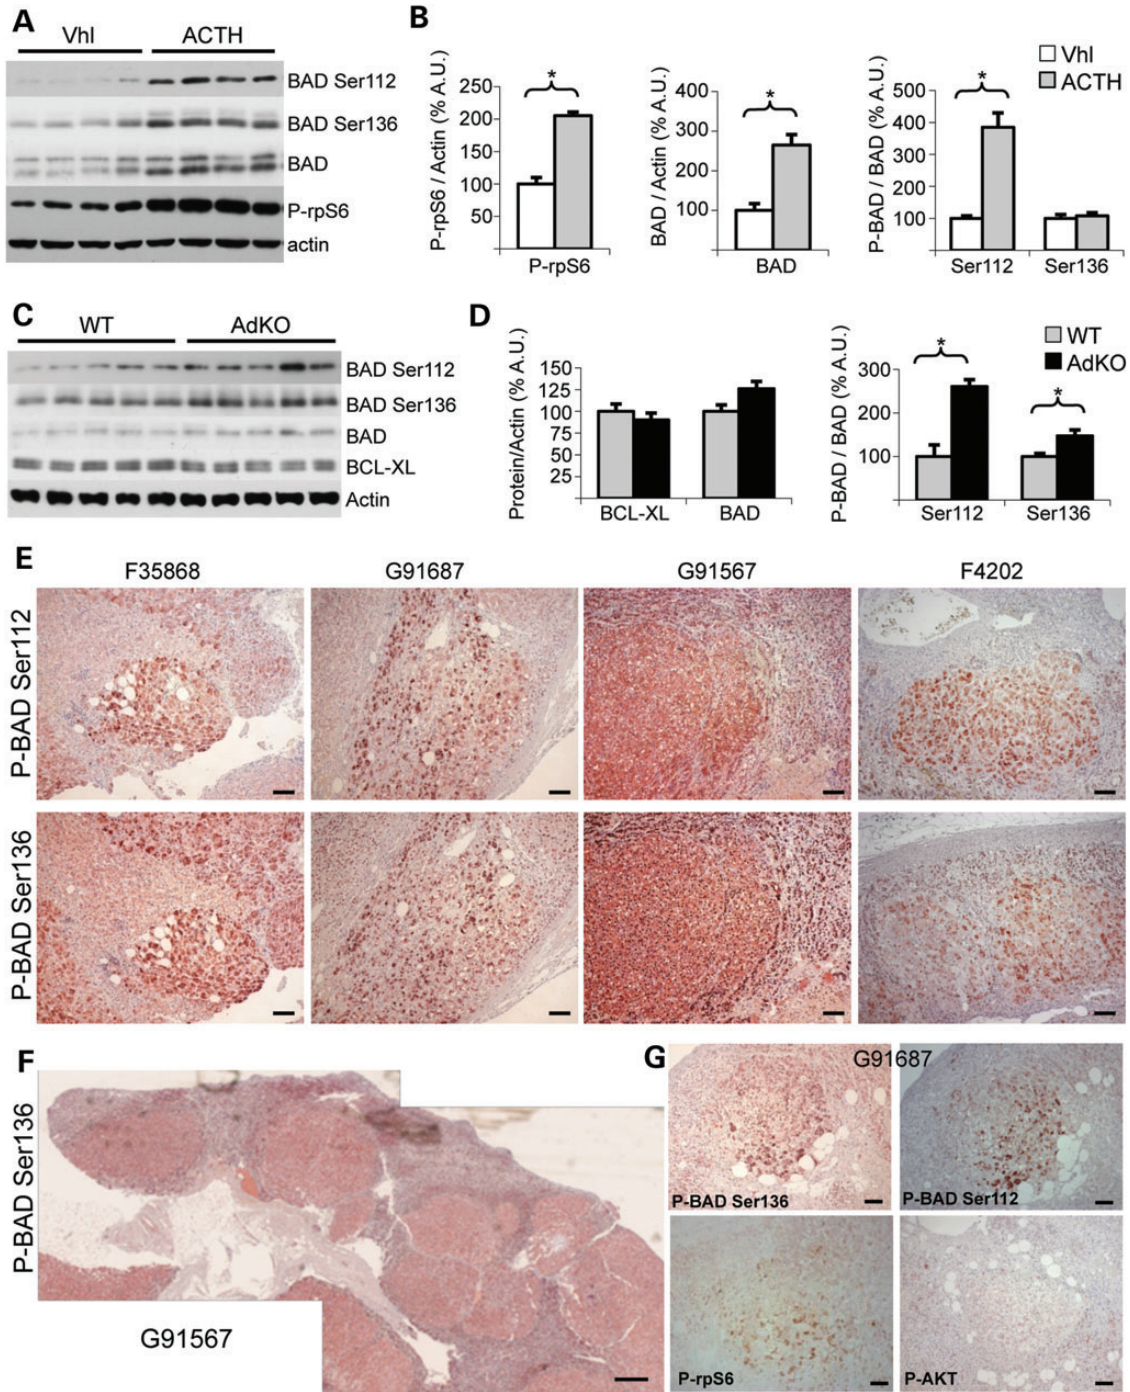 A
Vhl ACTH
BAD Ser112
BAD Ser136
BAD
P-rpS6
actin
B
Vhl
ACTH
P-rpS6 / Actin (% A.U.)
250
200
150
100
50
*
P-rpS6
BAD / Actin (% A.U.)
400
300
200
100
*
BAD
P-BAD / BAD (% A.U.)
500
400
300
200
100
*
Ser112 Ser136
C
WT AdKO
BAD Ser112
BAD Ser136
BAD
BCL-XL
Actin
D
WT
AdKO
Protein/Actin (% A.U.)
150
125
100
75
50
25
BCL-XL BAD
P-BAD / BAD (% A.U.)
300
200
100
*
*
Ser112 Ser136
E
F35868 G91687 G91567 F4202
P-BAD Ser112
P-BAD Ser136
F
P-BAD Ser136
G91567
G
G91687
P-BAD Ser136
P-BAD Ser112
P-rpS6
P-AKT